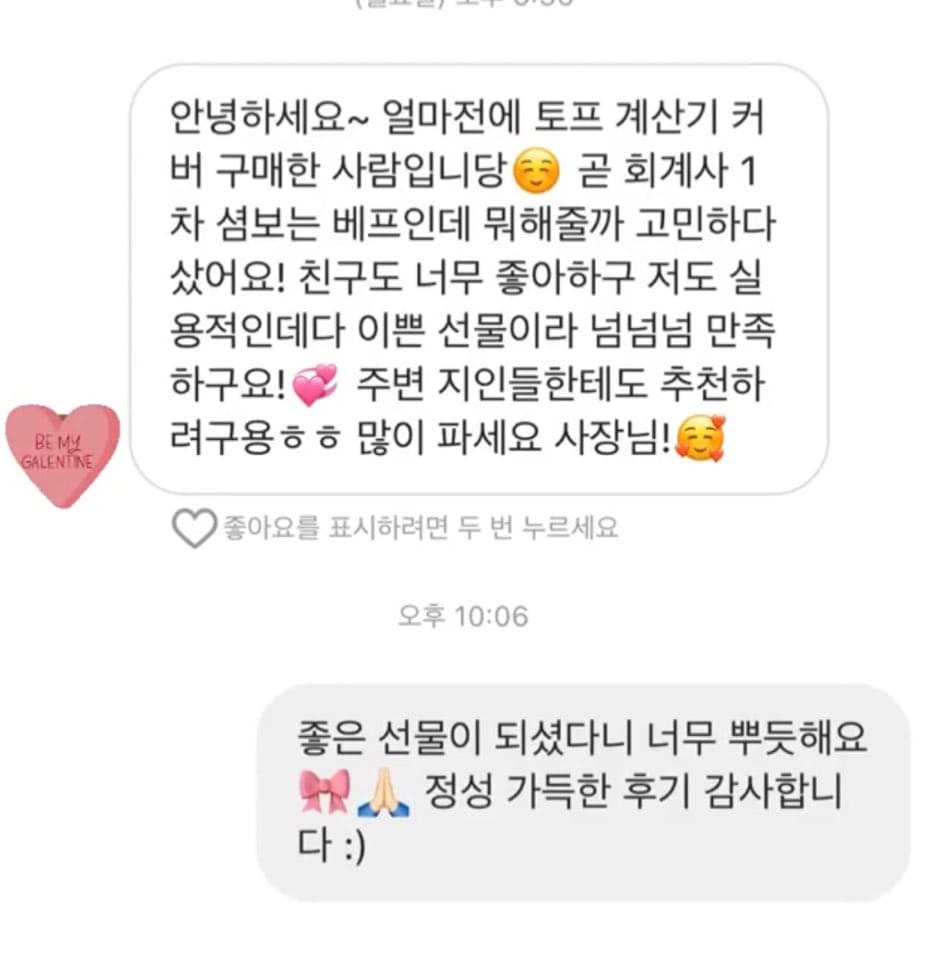 안녕하세요~ 얼마전에 토프 계산기 커
버 구매한 사람입니당☺️ 곧 회계사 1
차 셤보는 베프인데 뭐해줄까 고민하다
샀어요! 친구도 너무 좋아하구 저도 실
용적인데다 이쁜 선물이라 넘넘넘 만족
하구요!💞 주변 지인들한테도 추천하
려구용ㅎㅎ 많이 파세요 사장님!🥰
BE MY
GALENTINE
좋아요를 표시하려면 두 번 누르세요
오후 10:06
좋은 선물이 되셨다니 너무 뿌듯해요
🎀🙏🏻 정성 가득한 후기 감사합니
다 :)